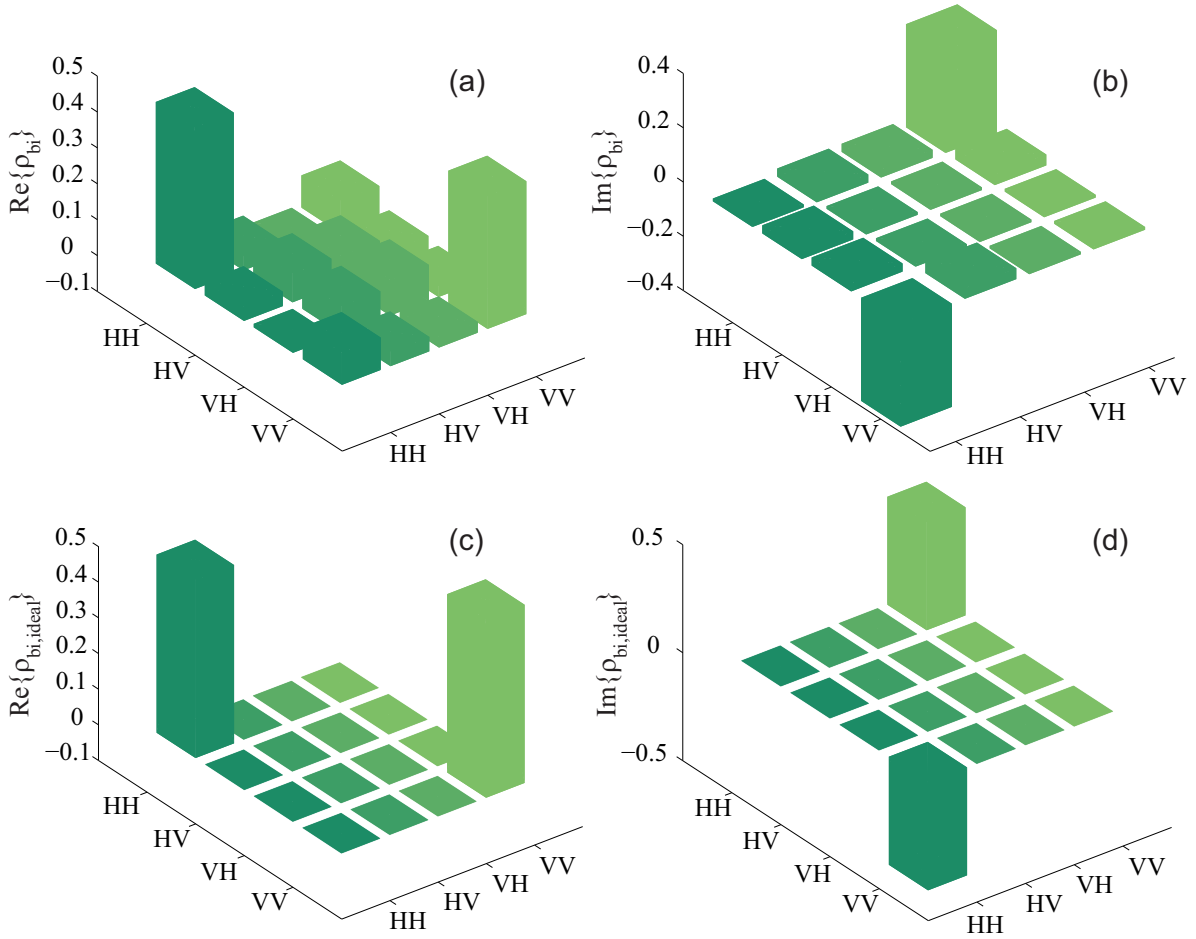 (a)
Re{ρbi}
0.5
0.4
0.3
0.2
0.1
0
−0.1
HH
HV
VH
VV
HH
HV
VH
VV
(b)
Im{ρbi}
0.4
0.2
0
−0.2
−0.4
HH
HV
VH
VV
HH
HV
VH
VV
(c)
Re{ρbi,ideal}
0.5
0.4
0.3
0.2
0.1
0
−0.1
HH
HV
VH
VV
HH
HV
VH
VV
(d)
Im{ρbi,ideal}
0.5
0
−0.5
HH
HV
VH
VV
HH
HV
VH
VV